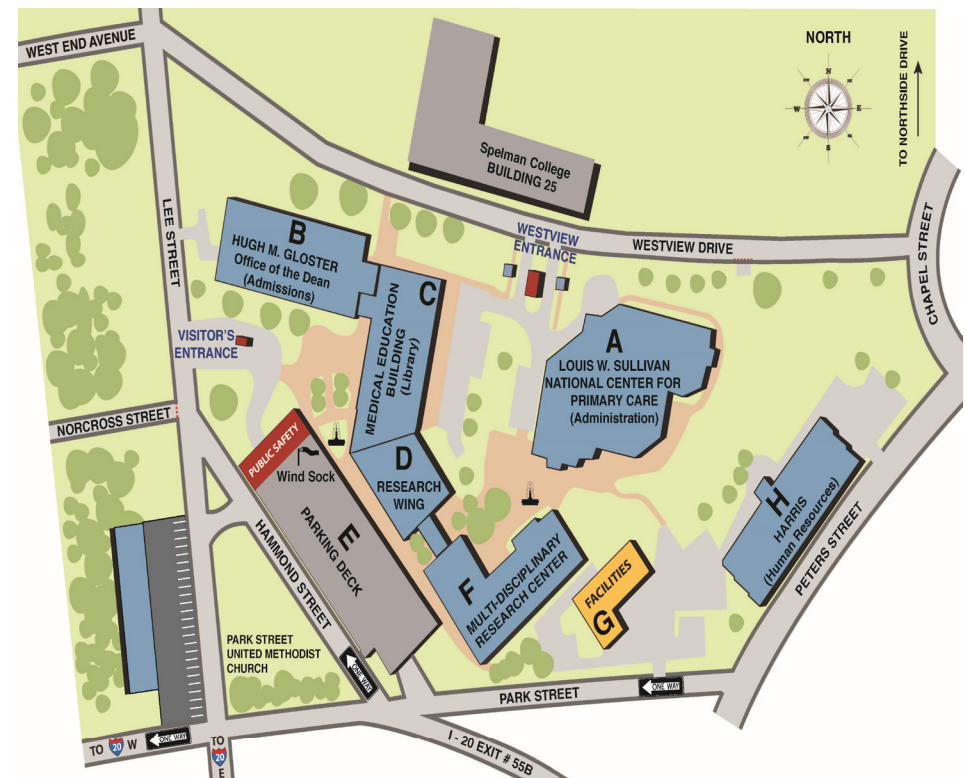 WEST END AVENUE
NORTH
N
W
E
S
TO NORTHSIDE DRIVE
Spelman College
BUILDING 25
LEE STREET
WESTVIEW
ENTRANCE
WESTVIEW DRIVE
CHAPEL STREET
B
HUGH M. GLOSTER
Office of the Dean
(Admissions)
C
MEDICAL EDUCATION
BUILDING
(Library)
VISITOR'S
ENTRANCE
A
LOUIS W. SULLIVAN
NATIONAL CENTER FOR
PRIMARY CARE
(Administration)
NORCROSS STREET
PUBLIC SAFETY
Wind Sock
D
RESEARCH
WING
E
PARKING DECK
HAMMOND STREET
H
HARRIS
(Human Resources)
PETERS STREET
F
MULTI-DISCIPLINARY
RESEARCH CENTER
FACILITIES
G
PARK STREET
UNITED METHODIST
CHURCH
ONE WAY
PARK STREET
ONE WAY
TO 20 W
ONE WAY
TO
20
E
I - 20 EXIT # 55B